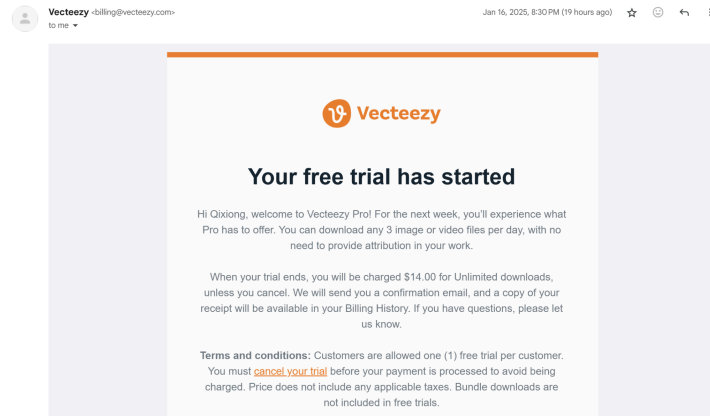 Vecteezy <billing@vecteezy.com>
Jan 16, 2025, 8:30 PM (19 hours ago)
to me
Vecteezy
Your free trial has started
Hi Qixiong, welcome to Vecteezy Pro! For the next week, you’ll experience what
Pro has to offer. You can download any 3 image or video files per day, with no
need to provide attribution in your work.
When your trial ends, you will be charged $14.00 for Unlimited downloads,
unless you cancel. We will send you a confirmation email, and a copy of your
receipt will be available in your Billing History. If you have questions, please let
us know.
Terms and conditions: Customers are allowed one (1) free trial per customer.
You must cancel your trial before your payment is processed to avoid being
charged. Price does not include any applicable taxes. Bundle downloads are
not included in free trials.